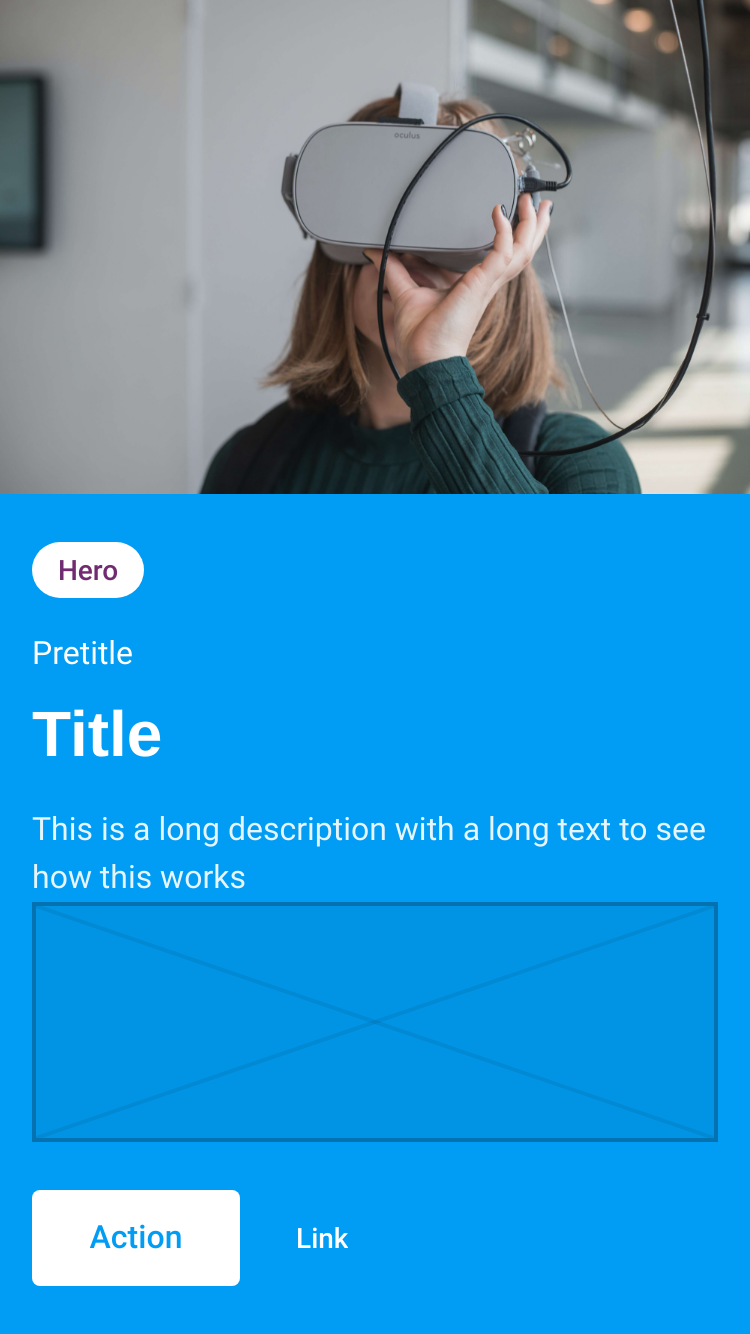 oculus
Hero
Pretitle
Title
This is a long description with a long text to see
how this works
Action
Link